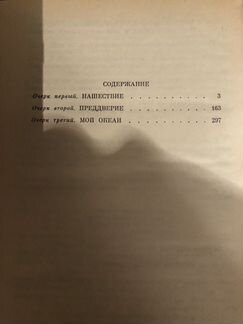 СОДЕРЖАНИЕ
Очерк первый. НАШЕСТВИЕ . . . . . . . . . . 3
Очерк второй. ПРЕДДВЕРИЕ . . . . . . . . . 163
Очерк третий. МОЙ ОКЕАН . . . . . . . . . . 297